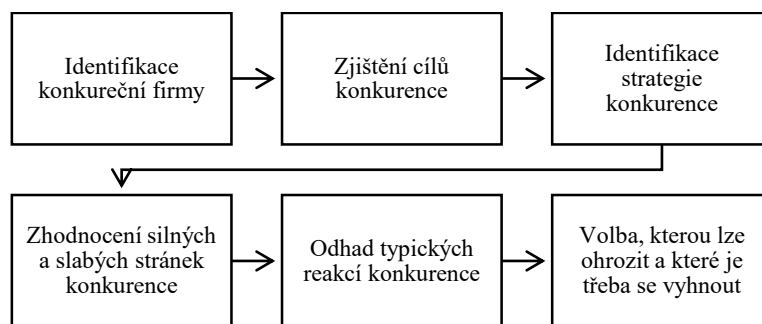 Identifikace
konkureční firmy
Zjištění cílů
konkurence
Identifikace
strategie
konkurence
Zhodnocení silných
a slabých stránek
konkurence
Odhad typických
reakcí konkurence
Volba, kterou lze
ohrozit a které je
třeba se vyhnout